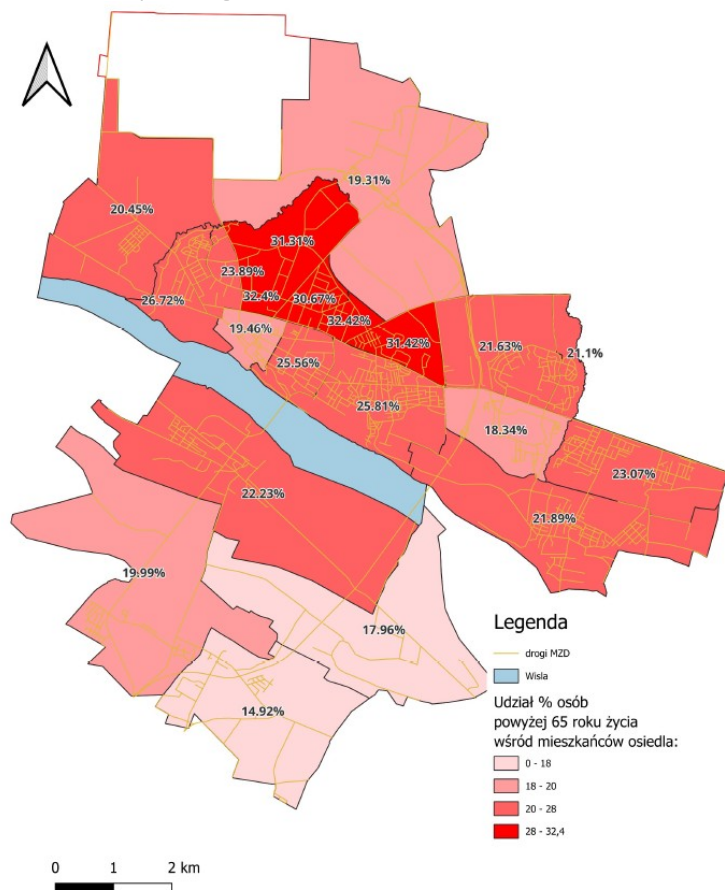 19.31%
20.45%
31.31%
23.89%
32.4%
30.67%
26.72%
32.42%
19.46%
31.42%
21.63%
21.1%
25.56%
25.81%
18.34%
23.07%
22.23%
21.89%
19.99%
17.96%
14.92%
Legenda
drogi MZD
Wisla
Udział % osób
powyżej 65 roku życia
wśród mieszkańców osiedla:
0 - 18
18 - 20
20 - 28
28 - 32,4
0 1 2 km